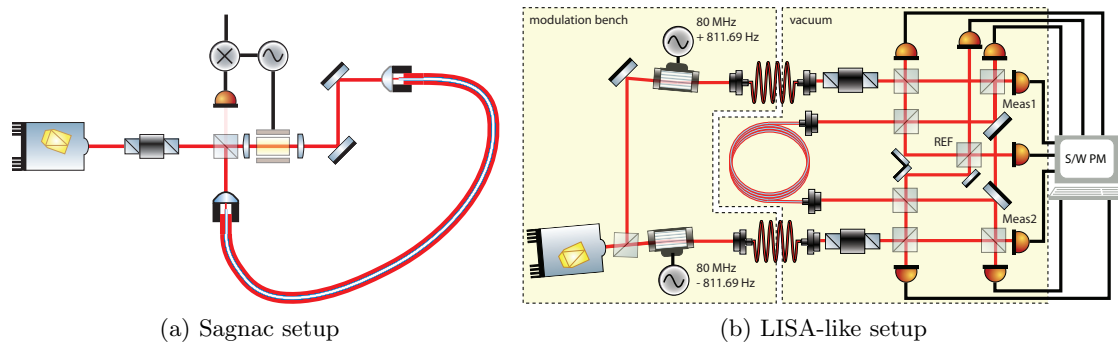 modulation bench
80 MHz
+ 811.69 Hz
vacuum
Meas1
REF
S/W PM
Meas2
80 MHz
- 811.69 Hz
(a) Sagnac setup
(b) LISA-like setup